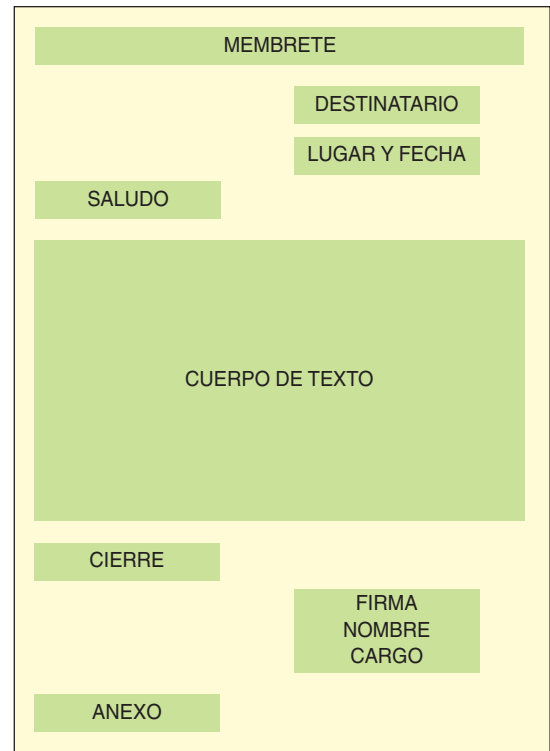 MEMBRETE
DESTINATARIO
LUGAR Y FECHA
SALUDO
CUERPO DE TEXTO
CIERRE
FIRMA
NOMBRE
CARGO
ANEXO